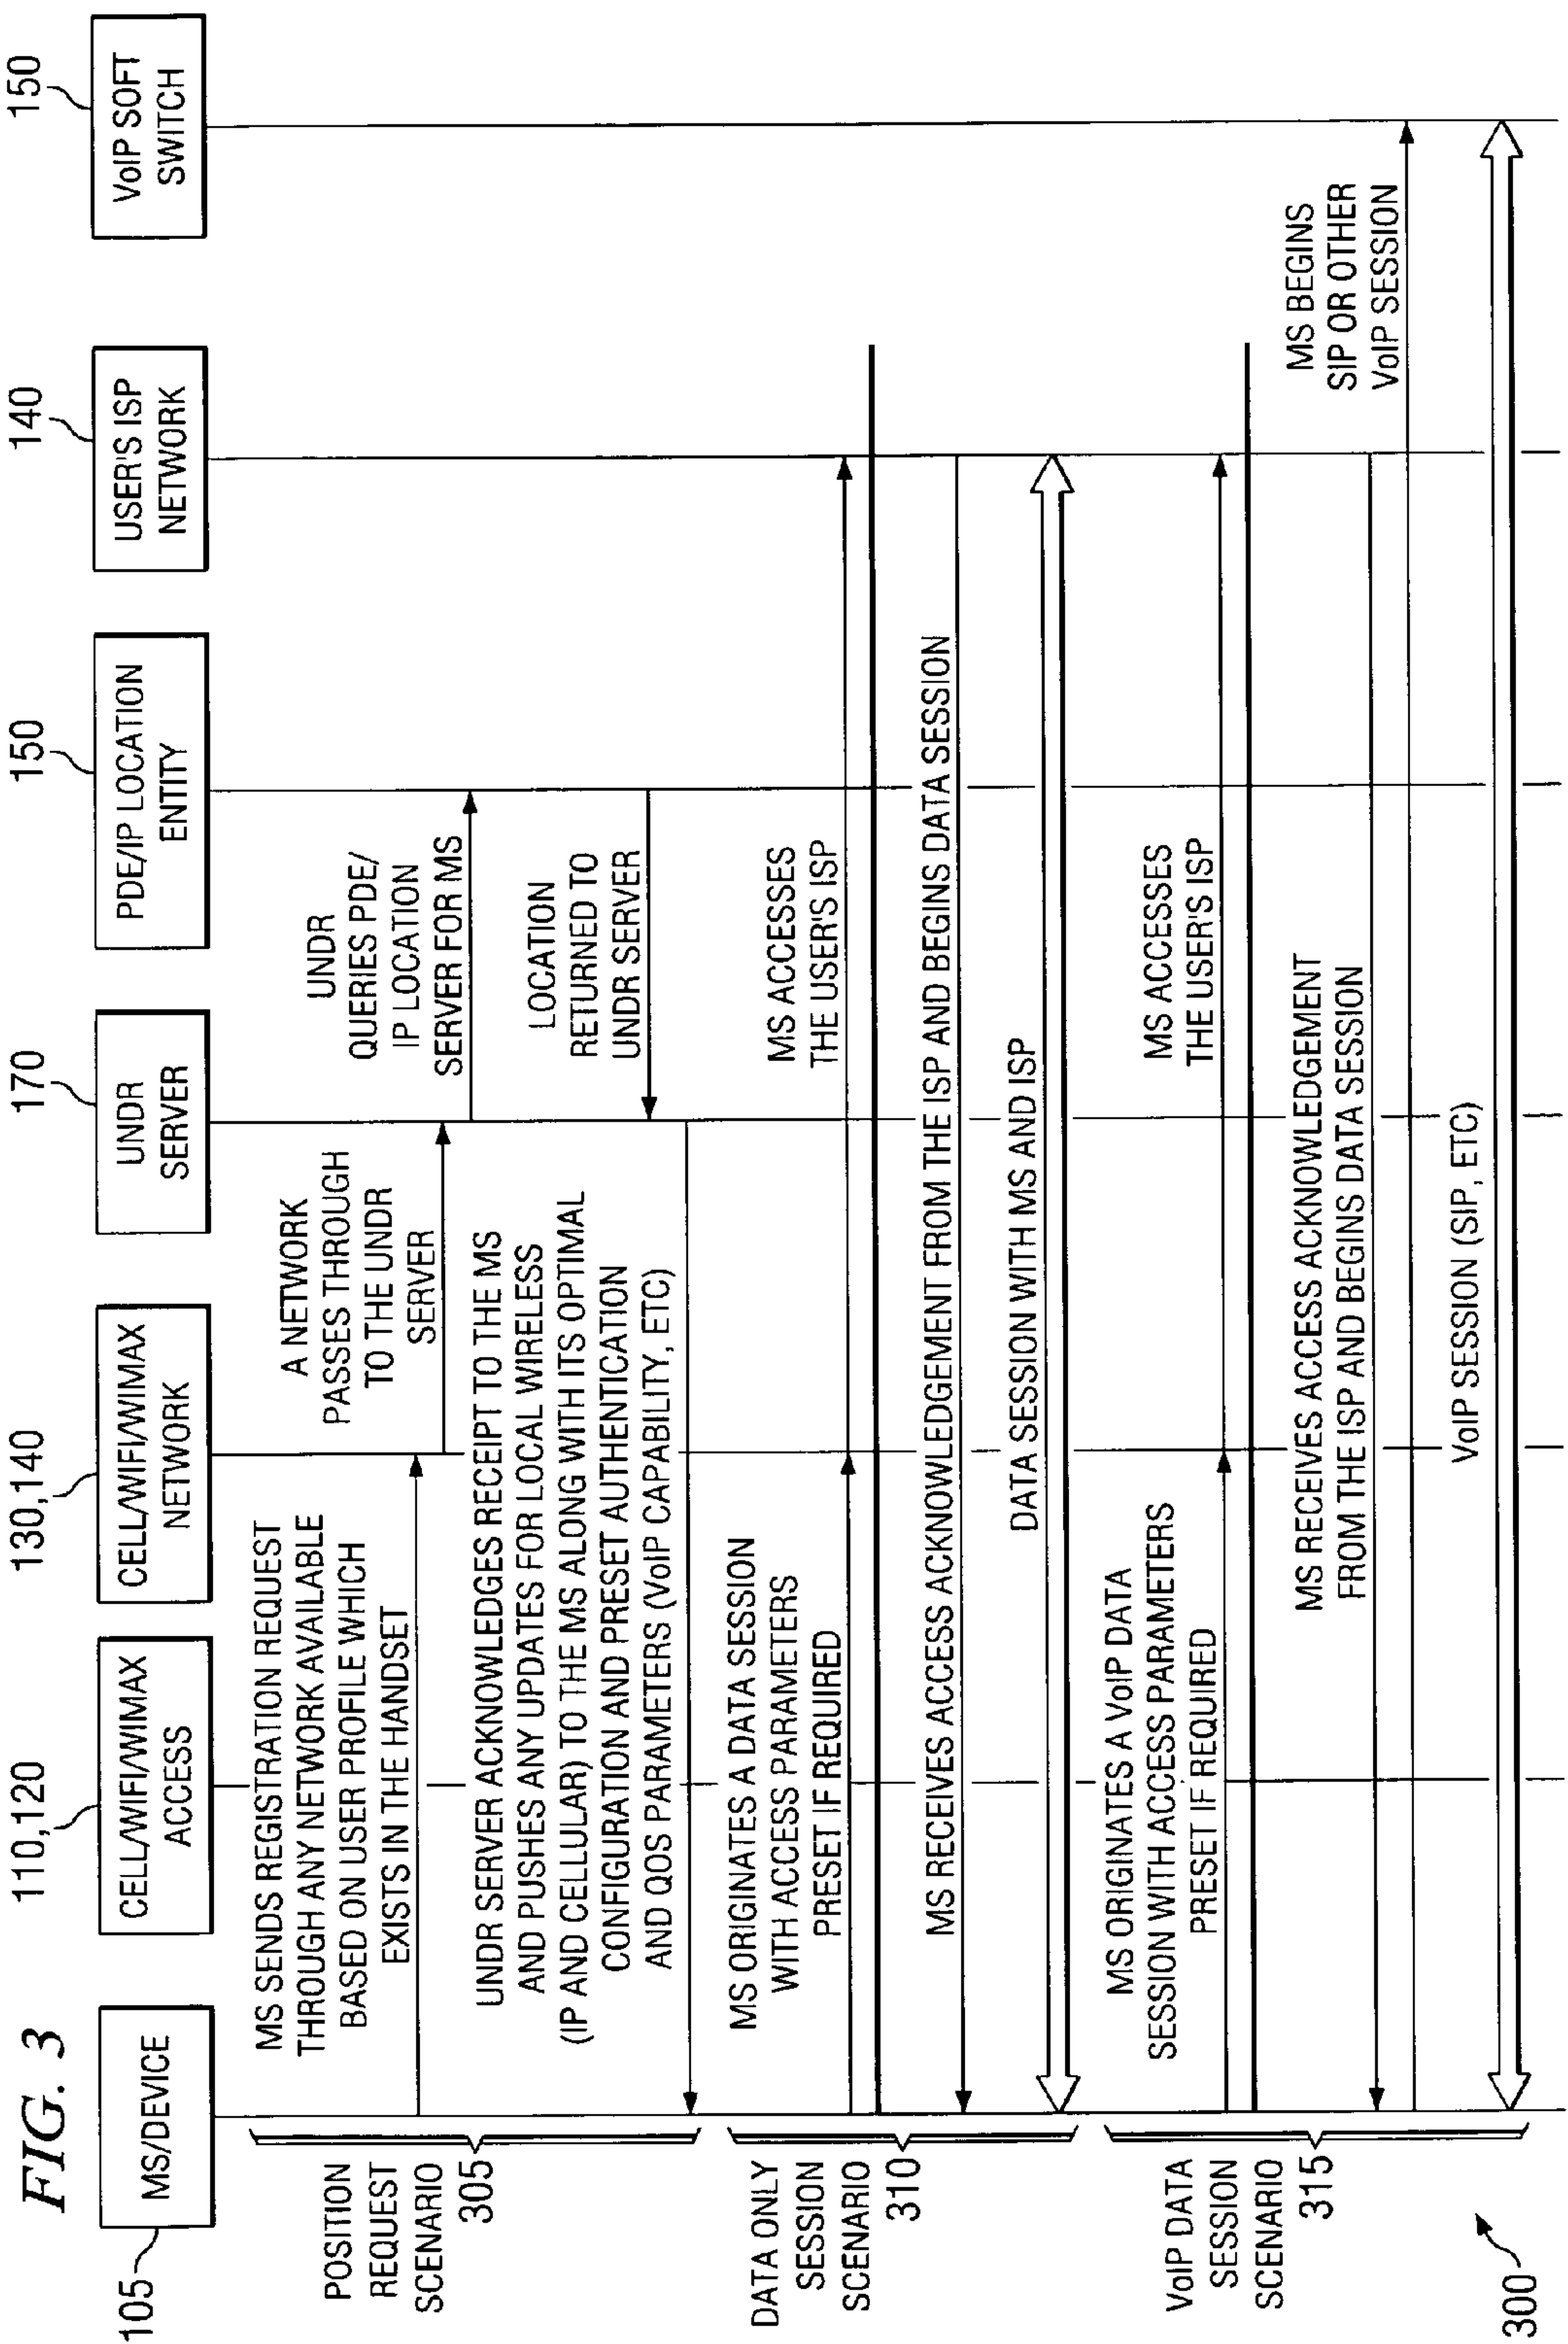 FIG. 3
105
MS/DEVICE
110,120
CELL/WIFI/WIMAX
ACCESS
130,140
CELL/WIFI/WIMAX
NETWORK
170
UNDR
SERVER
150
PDE/IP LOCATION
ENTITY
140
USER'S ISP
NETWORK
150
VoIP SOFT
SWITCH
POSITION
REQUEST
SCENARIO
305
MS SENDS REGISTRATION REQUEST
THROUGH ANY NETWORK AVAILABLE
BASED ON USER PROFILE WHICH
EXISTS IN THE HANDSET
A NETWORK
PASSES THROUGH
TO THE UNDR
SERVER
UNDR
QUERIES PDE/
IP LOCATION
SERVER FOR MS
LOCATION
RETURNED TO
UNDR SERVER
UNDR SERVER ACKNOWLEDGES RECEIPT TO THE MS
AND PUSHES ANY UPDATES FOR LOCAL WIRELESS
(IP AND CELLULAR) TO THE MS ALONG WITH ITS OPTIMAL
CONFIGURATION AND PRESET AUTHENTICATION
AND QOS PARAMETERS (VoIP CAPABILITY, ETC)
DATA ONLY
SESSION
SCENARIO
310
MS ORIGINATES A DATA SESSION
WITH ACCESS PARAMETERS
PRESET IF REQUIRED
MS ACCESSES
THE USER'S ISP
MS RECEIVES ACCESS ACKNOWLEDGEMENT FROM THE ISP AND BEGINS DATA SESSION
DATA SESSION WITH MS AND ISP
VoIP DATA
SESSION
SCENARIO
315
MS ORIGINATES A VoIP DATA
SESSION WITH ACCESS PARAMETERS
PRESET IF REQUIRED
MS ACCESSES
THE USER'S ISP
MS RECEIVES ACCESS ACKNOWLEDGEMENT
FROM THE ISP AND BEGINS DATA SESSION
MS BEGINS
SIP OR OTHER
VoIP SESSION
VoIP SESSION (SIP, ETC)
300